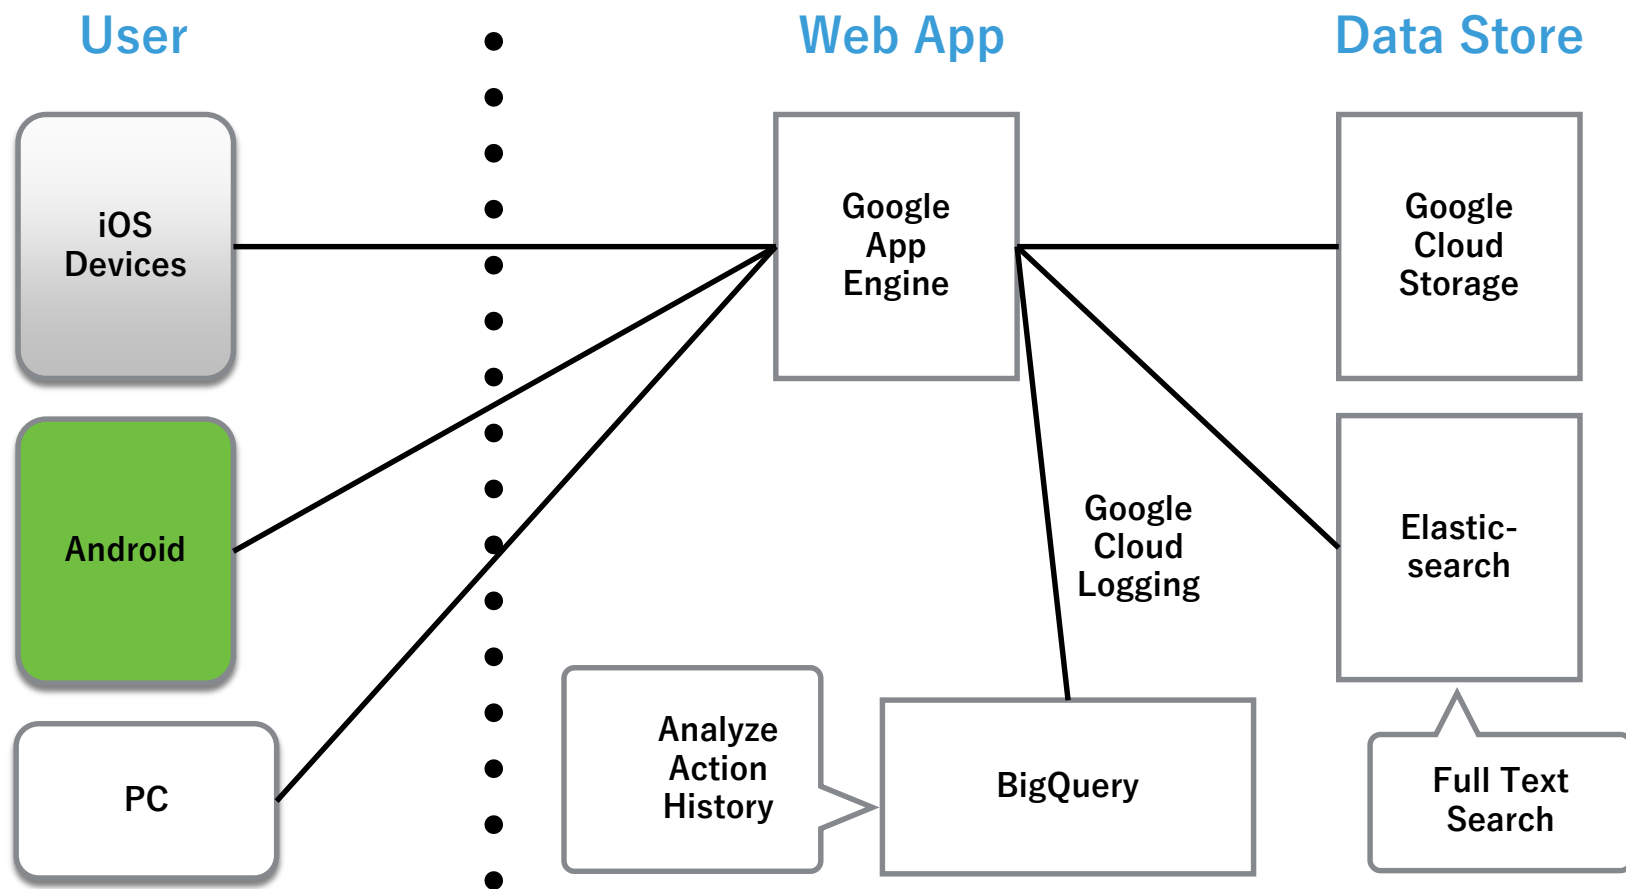 User
Web App
Data Store
iOS
Devices
Google
App
Engine
Google
Cloud
Storage
Android
Google
Cloud
Logging
Elastic-
search
PC
Analyze
Action
History
BigQuery
Full Text
Search